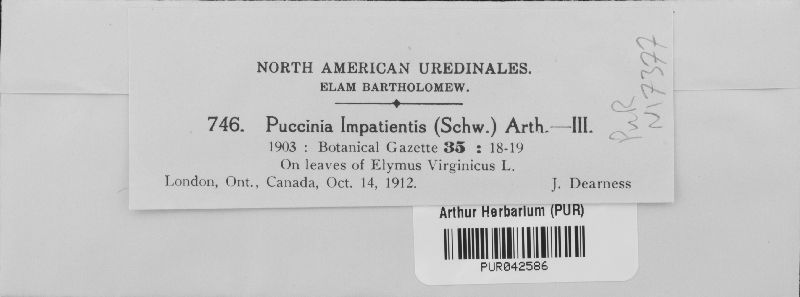 NORTH AMERICAN UREDINALES.
ELAM BARTHOLOMEW.
746. Puccinia Impatientis (Schw.) Arth.—III.
1903 : Botanical Gazette 35 : 18-19
On leaves of Elymus Virginicus L.
London, Ont., Canada, Oct. 14, 1912. J. Dearness
PUR
N17327
Arthur Herbarium (PUR)
PUR042586